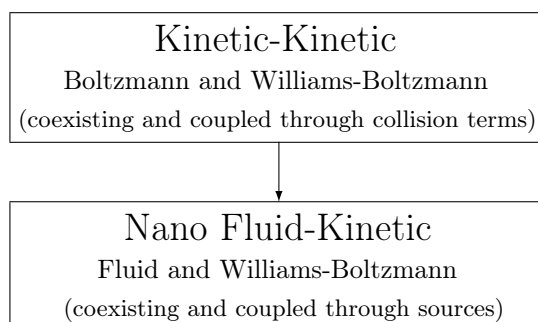 Kinetic-Kinetic
Boltzmann and Williams-Boltzmann
(coexisting and coupled through collision terms)
Nano Fluid-Kinetic
Fluid and Williams-Boltzmann
(coexisting and coupled through sources)